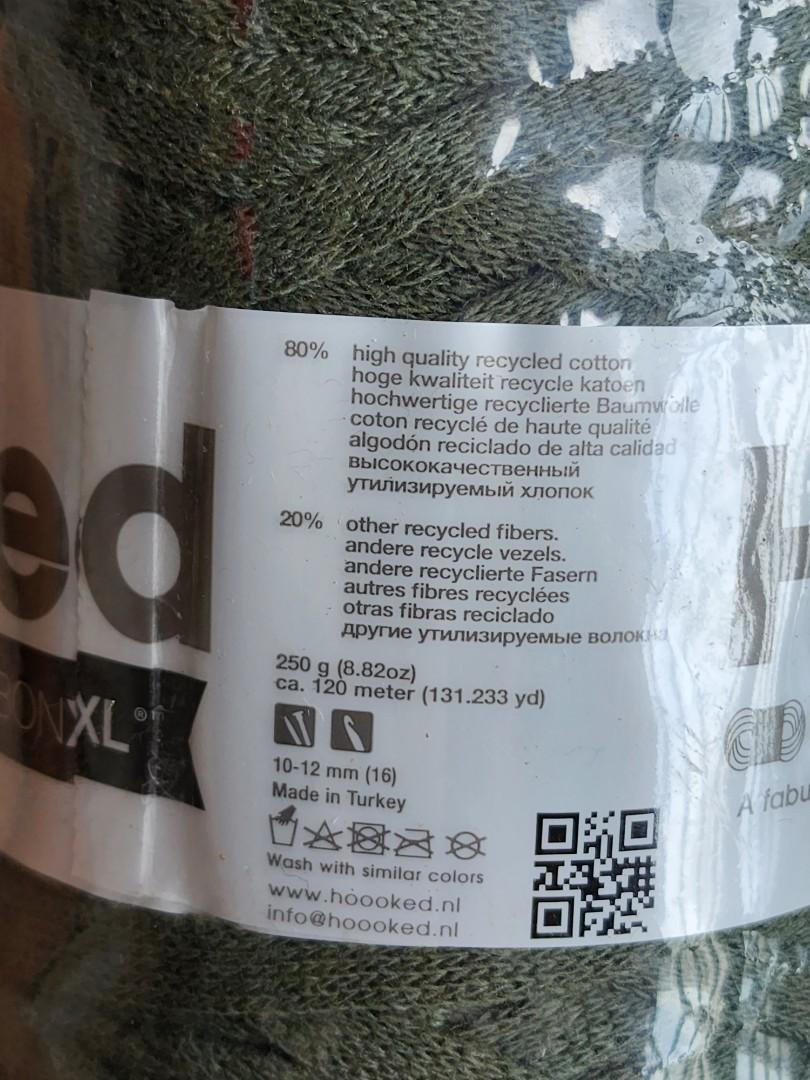 ed
XL®
80% high quality recycled cotton
hoge kwaliteit recycle katoen
hochwertige recyclierte Baumwolle
coton recyclé de haute qualité
algodón reciclado de alta calidad
высококачественный
утилизируемый хлопок
20% other recycled fibers.
andere recycle vezels.
andere recyclierte Fasern
autres fibres recyclées
otras fibras reciclado
другие утилизируемые волокна
250 g (8.82oz)
ca. 120 meter (131.233 yd)
10-12 mm (16)
Made in Turkey
Wash with similar colors
www.hoooked.nl
info@hoooked.nl
A fabu